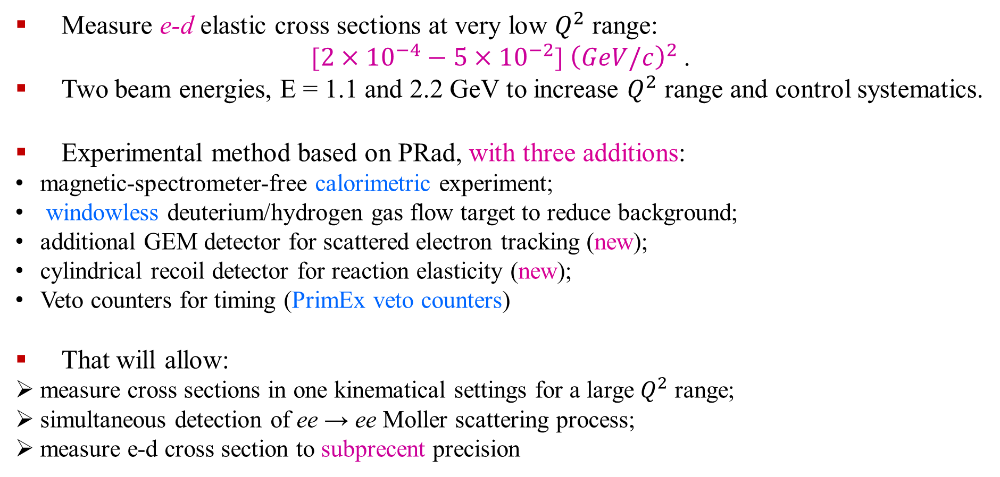 ▪ Measure e-d elastic cross sections at very low Q² range:
[2 × 10⁻⁴ − 5 × 10⁻²] (GeV/c)² .
▪ Two beam energies, E = 1.1 and 2.2 GeV to increase Q² range and control systematics.
▪ Experimental method based on PRad, with three additions:
• magnetic-spectrometer-free calorimetric experiment;
• windowless deuterium/hydrogen gas flow target to reduce background;
• additional GEM detector for scattered electron tracking (new);
• cylindrical recoil detector for reaction elasticity (new);
• Veto counters for timing (PrimEx veto counters)
▪ That will allow:
➢ measure cross sections in one kinematical settings for a large Q² range;
➢ simultaneous detection of ee → ee Moller scattering process;
➢ measure e-d cross section to subprecent precision